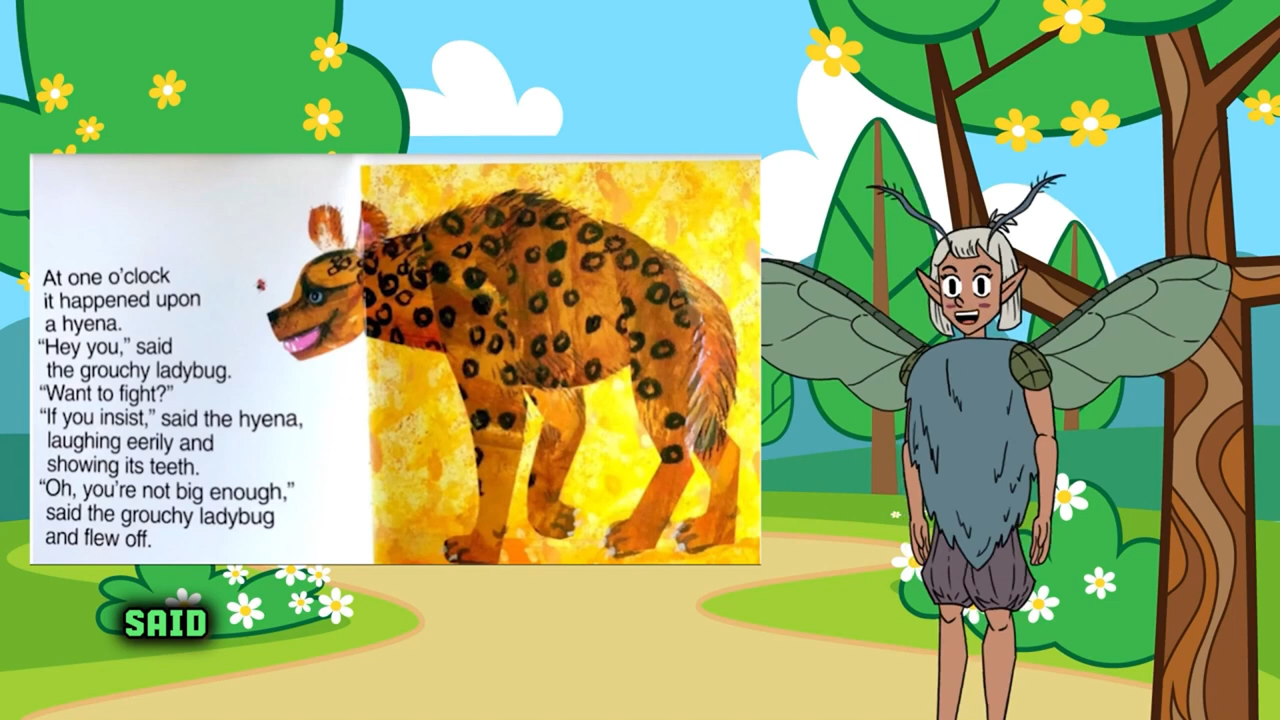 At one o'clock
it happened upon
a hyena.
“Hey you,” said
the grouchy ladybug.
“Want to fight?”
“If you insist,” said the hyena,
laughing eerily and
showing its teeth.
“Oh, you're not big enough,”
said the grouchy ladybug
and flew off.
SAID